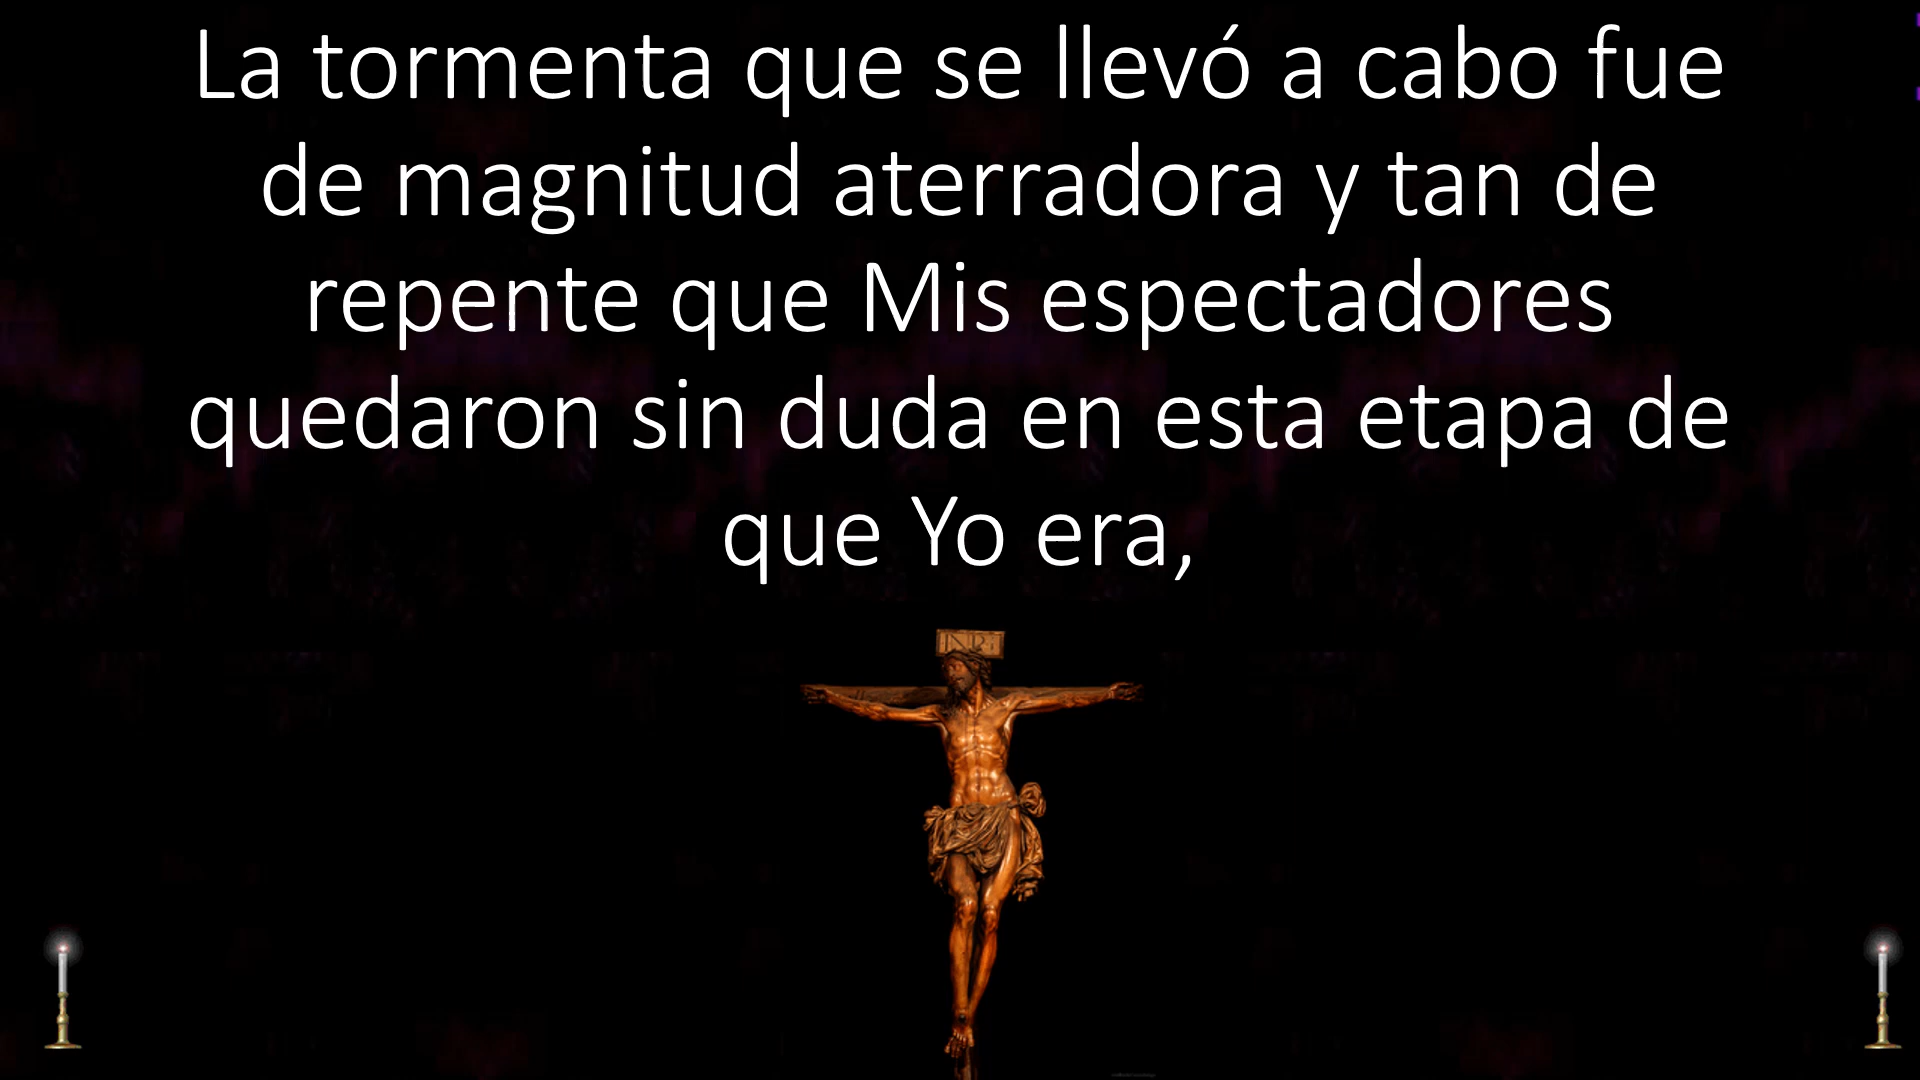 La tormenta que se llevó a cabo fue
de magnitud aterradora y tan de
repente que Mis espectadores
quedaron sin duda en esta etapa de
que Yo era,
INRI